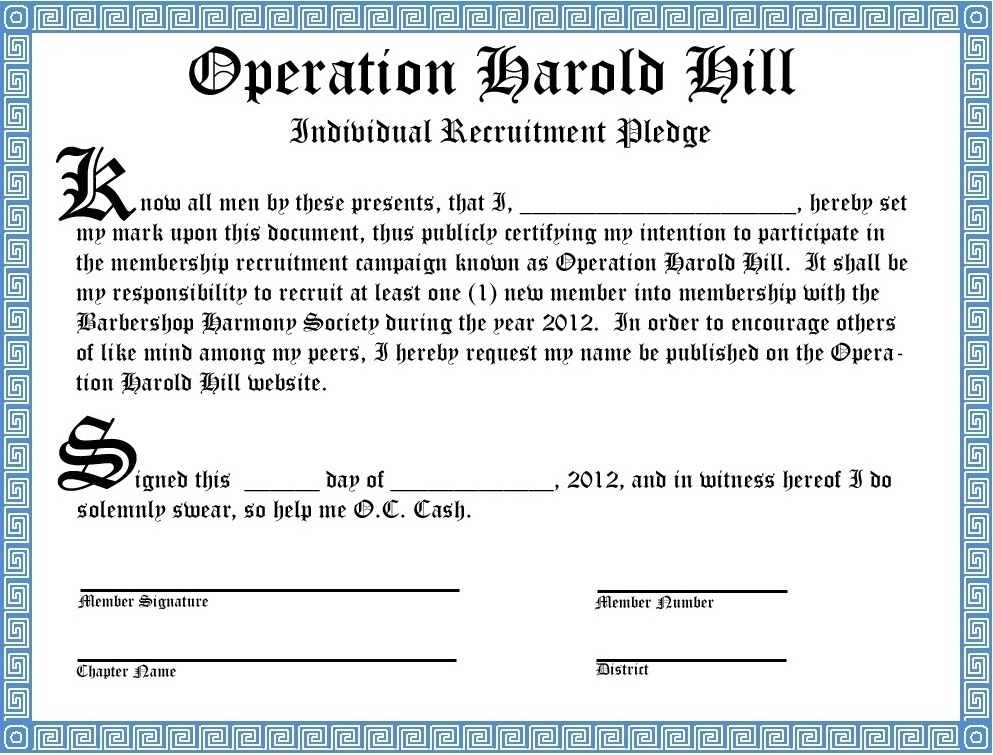 Operation Harold Hill
Individual Recruitment Pledge
Know all men by these presents, that I, _______________________, hereby set
my mark upon this document, thus publicly certifying my intention to participate in
the membership recruitment campaign known as Operation Harold Hill.  It shall be
my responsibility to recruit at least one (1) new member into membership with the
Barbershop Harmony Society during the year 2012.  In order to encourage others
of like mind among my peers, I hereby request my name be published on the Opera-
tion Harold Hill website.
Signed this ______ day of _____________, 2012, and in witness hereof I do
solemnly swear, so help me O.C. Cash.
Member Signature
Member Number
Chapter Name
District